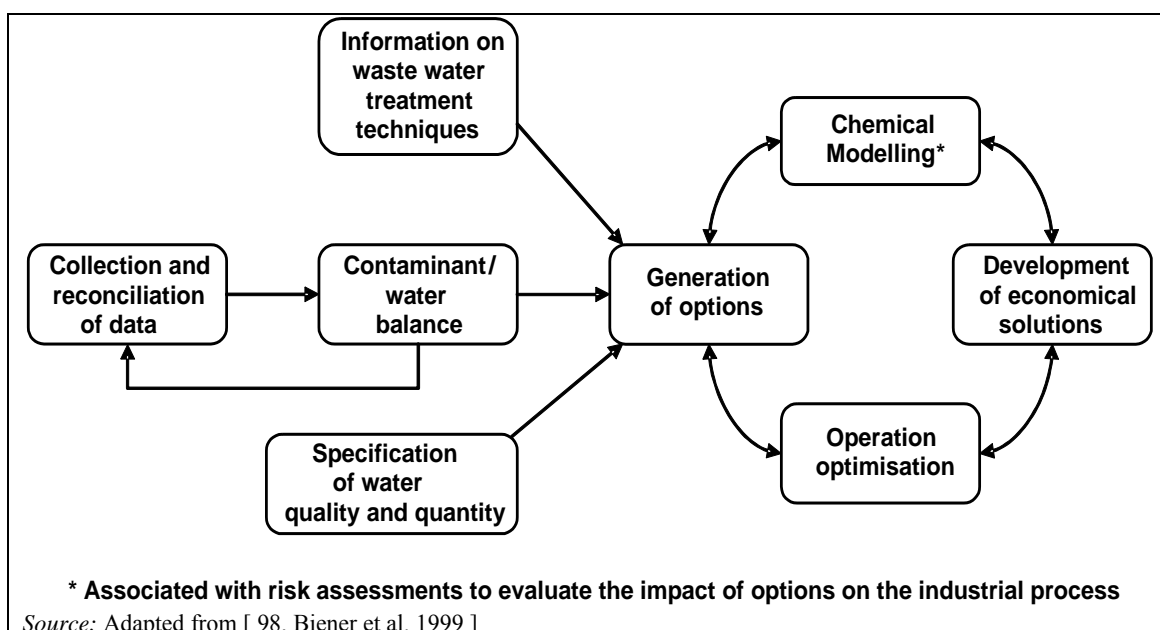 Information on
waste water
treatment
techniques
Chemical
Modelling*
Collection and
reconciliation
of data
Contaminant/
water
balance
Generation
of options
Development
of economical
solutions
Specification
of water
quality and quantity
Operation
optimisation
* Associated with risk assessments to evaluate the impact of options on the industrial process
Source: Adapted from [ 98, Biener et al. 1999 ]